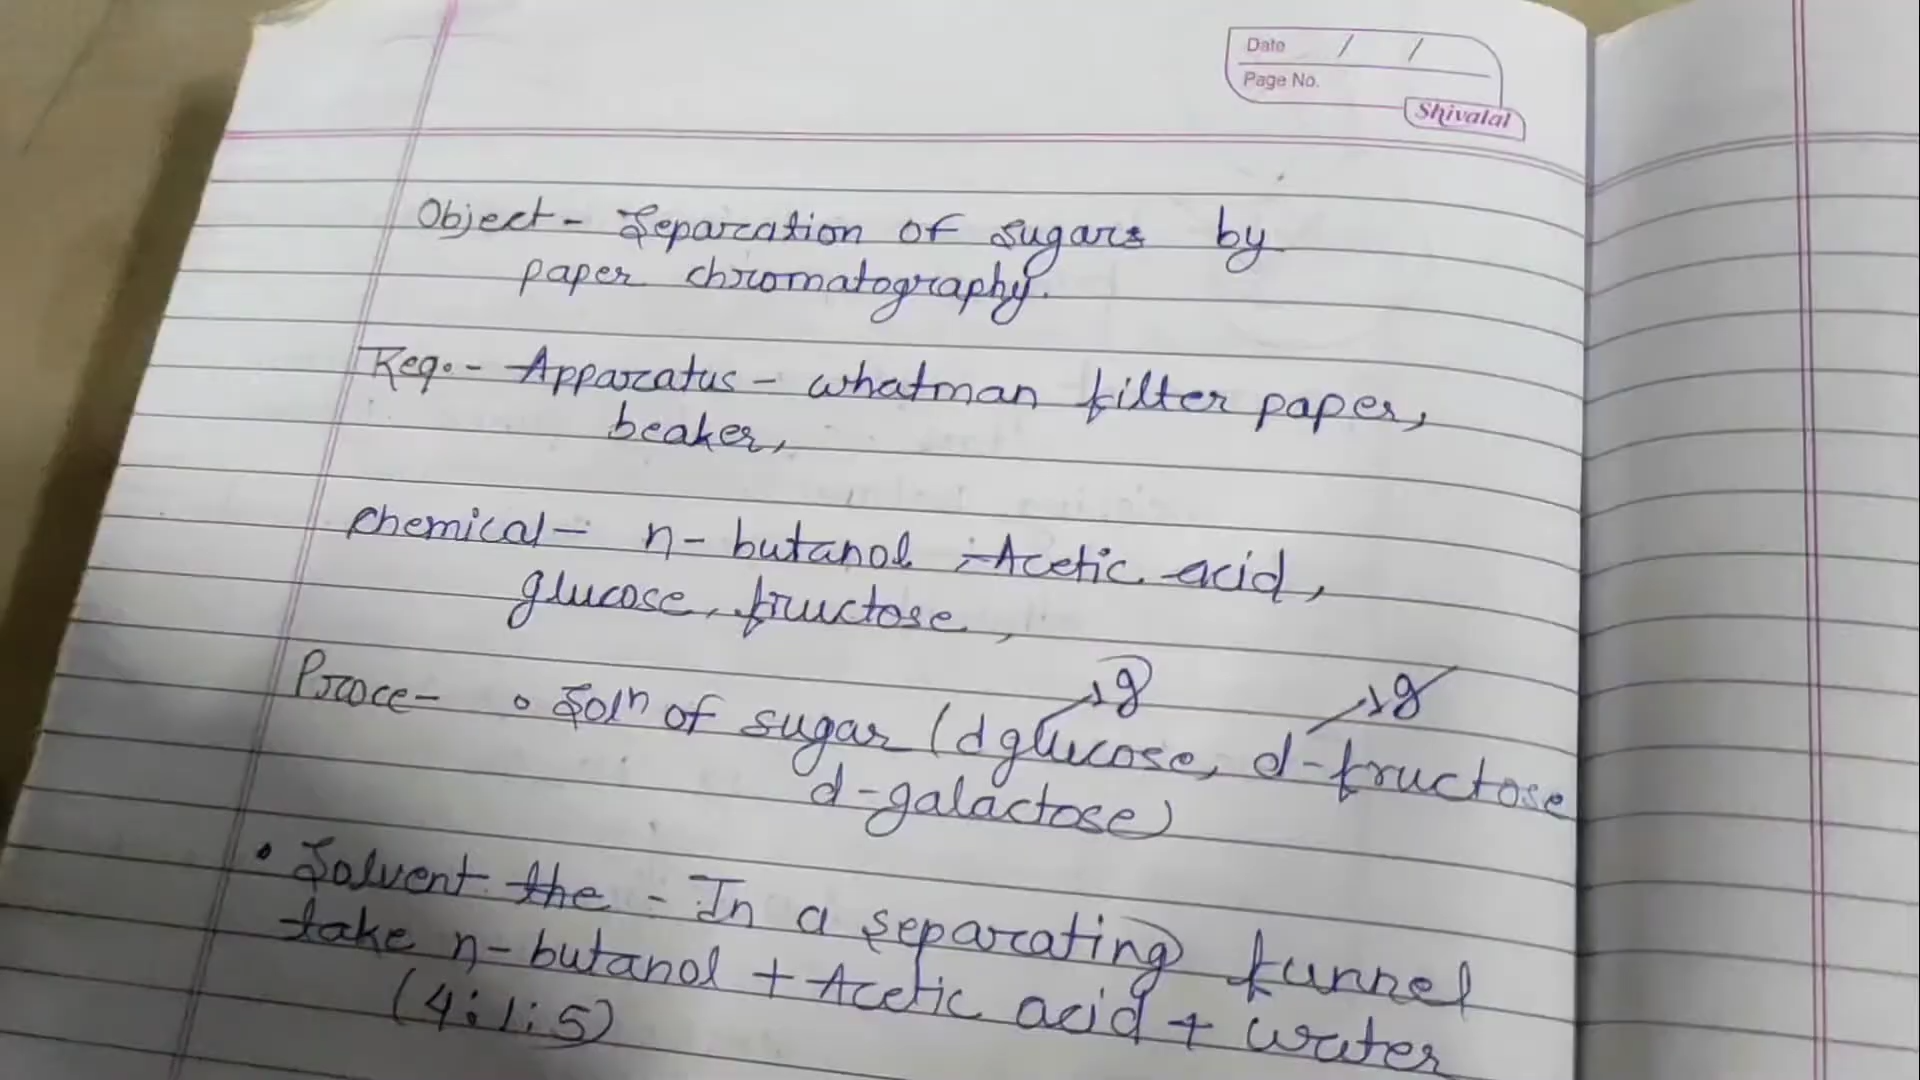 Date / /
Page No.
Shivalal
Object - Separation of sugars by
paper chromatography.
Req. - Apparatus - whatman filter paper,
beaker,
chemical - n-butanol, Acetic acid,
glucose, fructose,
Proce - • Solⁿ of sugar (d glucose, d-fructose
d-galactose)
• Solvent the - In a separating funnel
take n-butanol + Acetic acid + water
(4:1:5)